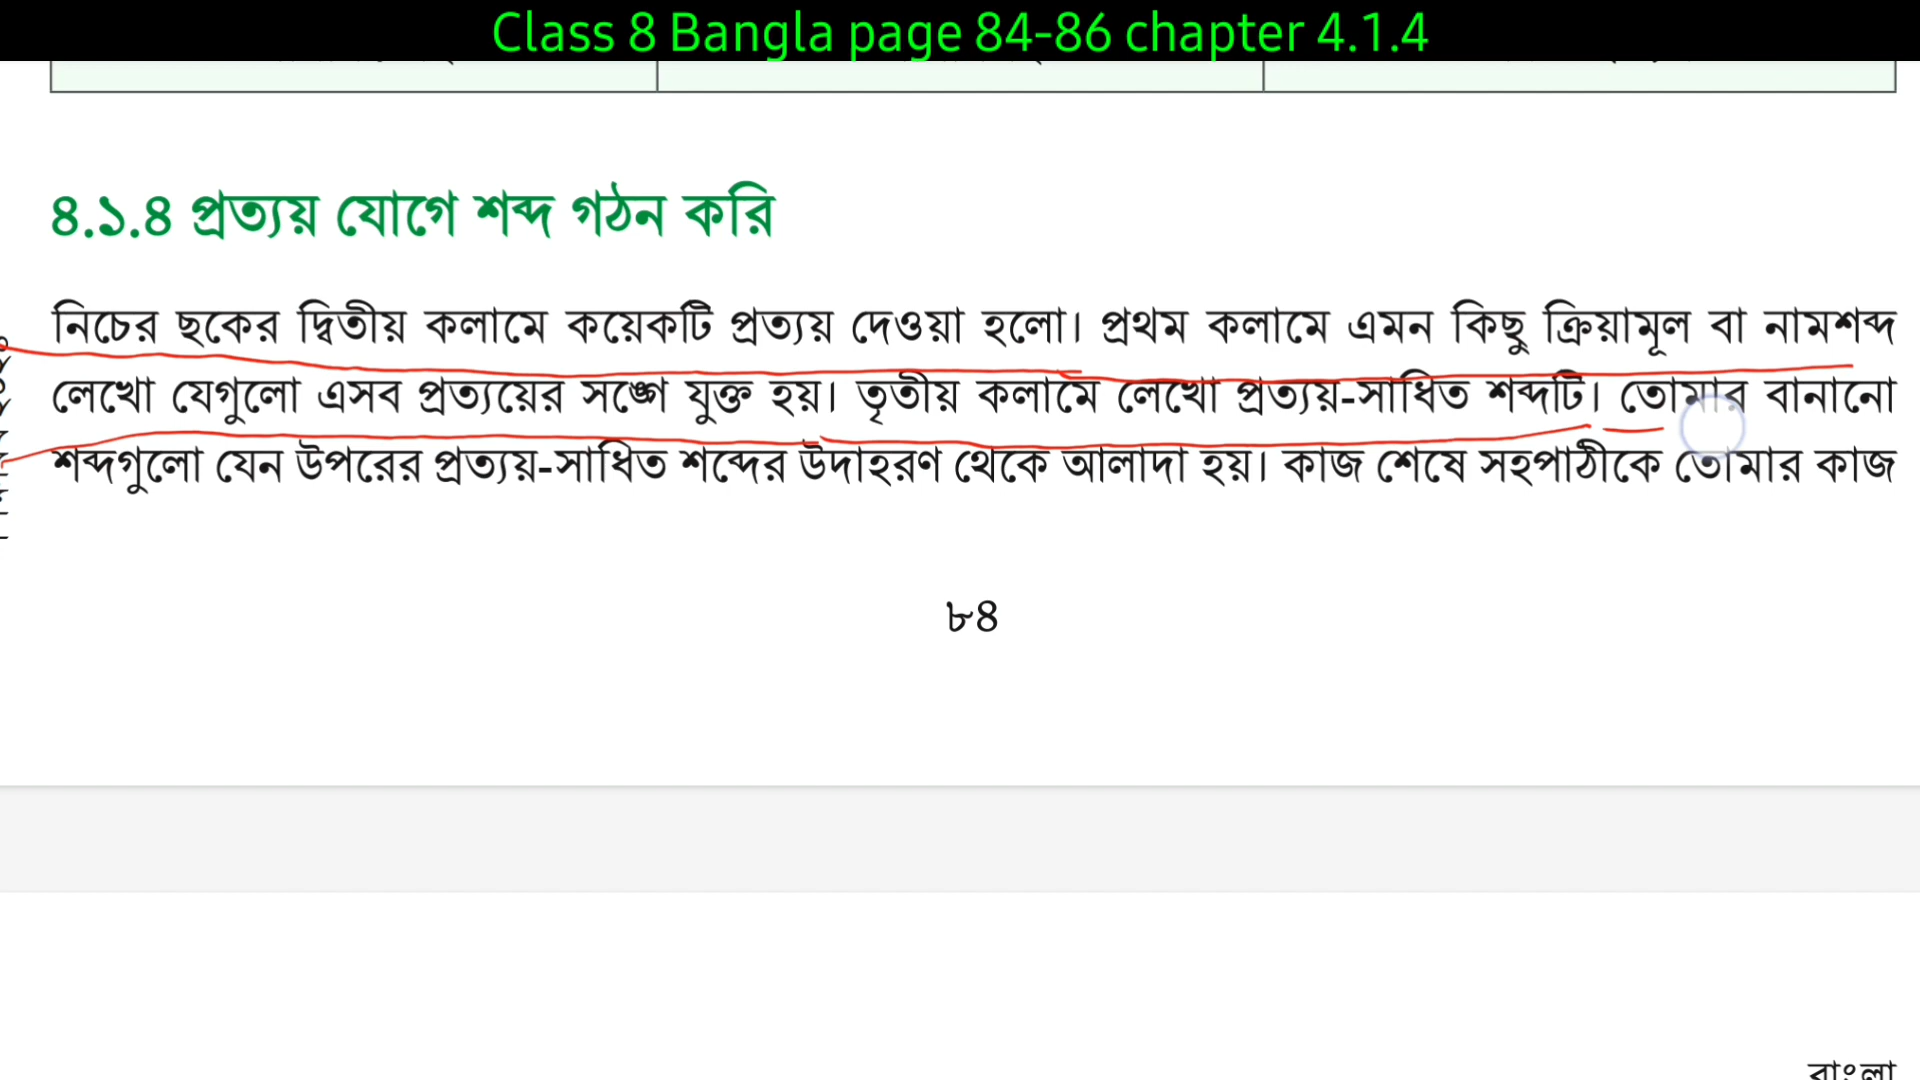 Class 8 Bangla page 84-86 chapter 4.1.4
৪.১.৪ প্রত্যয় যোগে শব্দ গঠন করি
নিচের ছকের দ্বিতীয় কলামে কয়েকটি প্রত্যয় দেওয়া হলো। প্রথম কলামে এমন কিছু ক্রিয়ামূল বা নামশব্দ
লেখো যেগুলো এসব প্রত্যয়ের সঙ্গে যুক্ত হয়। তৃতীয় কলামে লেখো প্রত্যয়-সাধিত শব্দটি। তোমার বানানো
শব্দগুলো যেন উপরের প্রত্যয়-সাধিত শব্দের উদাহরণ থেকে আলাদা হয়। কাজ শেষে সহপাঠীকে তোমার কাজ
৮৪
বাংলা